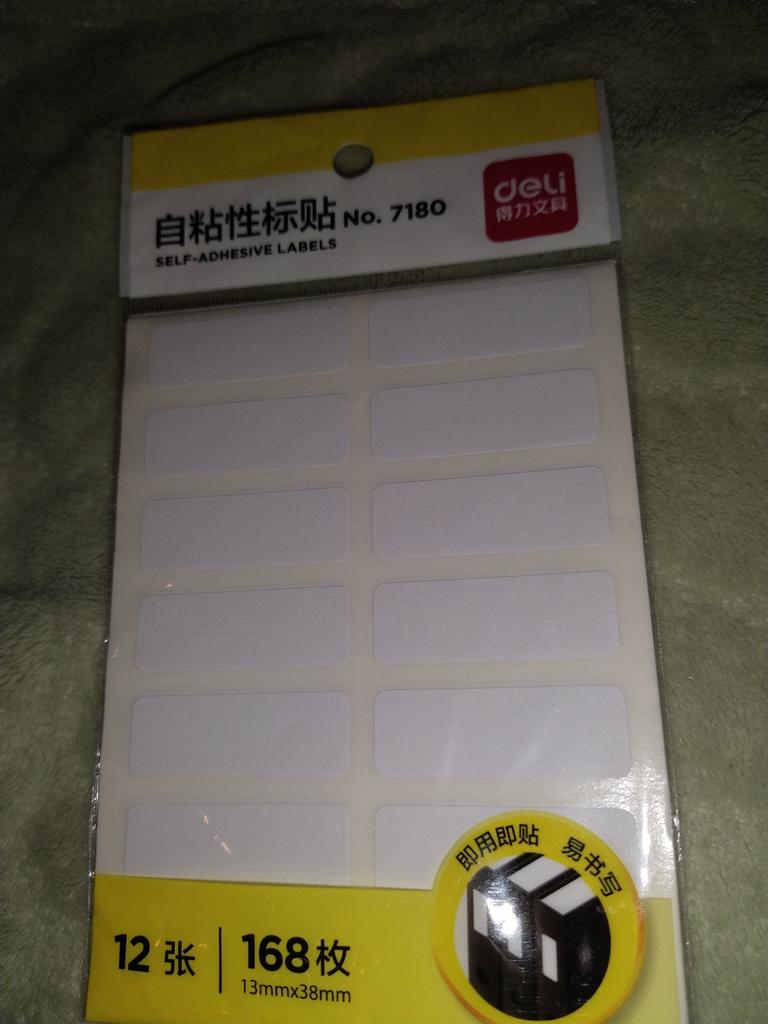 自粘性标贴 No. 7180
SELF-ADHESIVE LABELS
deli
得力文具
即用即贴 易书写
12 张 168 枚
13mmx38mm